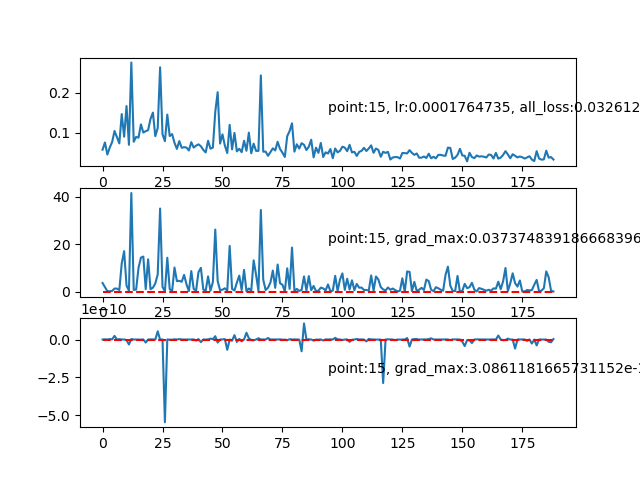 0.2
0.1
point:15, lr:0.0001764735, all_loss:0.032612
0 25 50 75 100 125 150 175
40
20
0
point:15, grad_max:0.037374839186668396
0 25 50 75 100 125 150 175
1e−10
0.0
−2.5
−5.0
point:15, grad_max:3.0861181665731152e-1
0 25 50 75 100 125 150 175